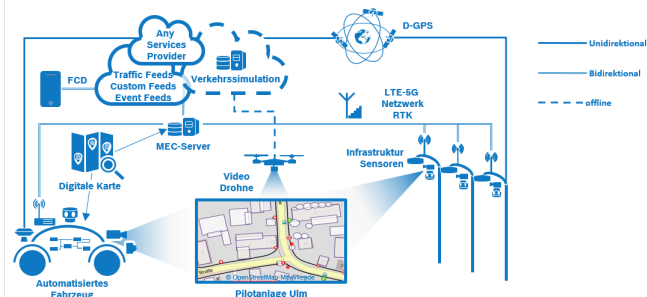 Any
Services
Provider
D-GPS
Unidirektional
FCD
Traffic Feeds
Custom Feeds
Event Feeds
Verkehrssimulation
Bidirektional
LTE-5G
Netzwerk
RTK
offline
MEC-Server
Infrastruktur
Sensoren
Digitale Karte
Video
Drohne
Straße
© OpenStreetMap-Mitwirkende
Automatisiertes
Fahrzeug
Pilotanlage Ulm